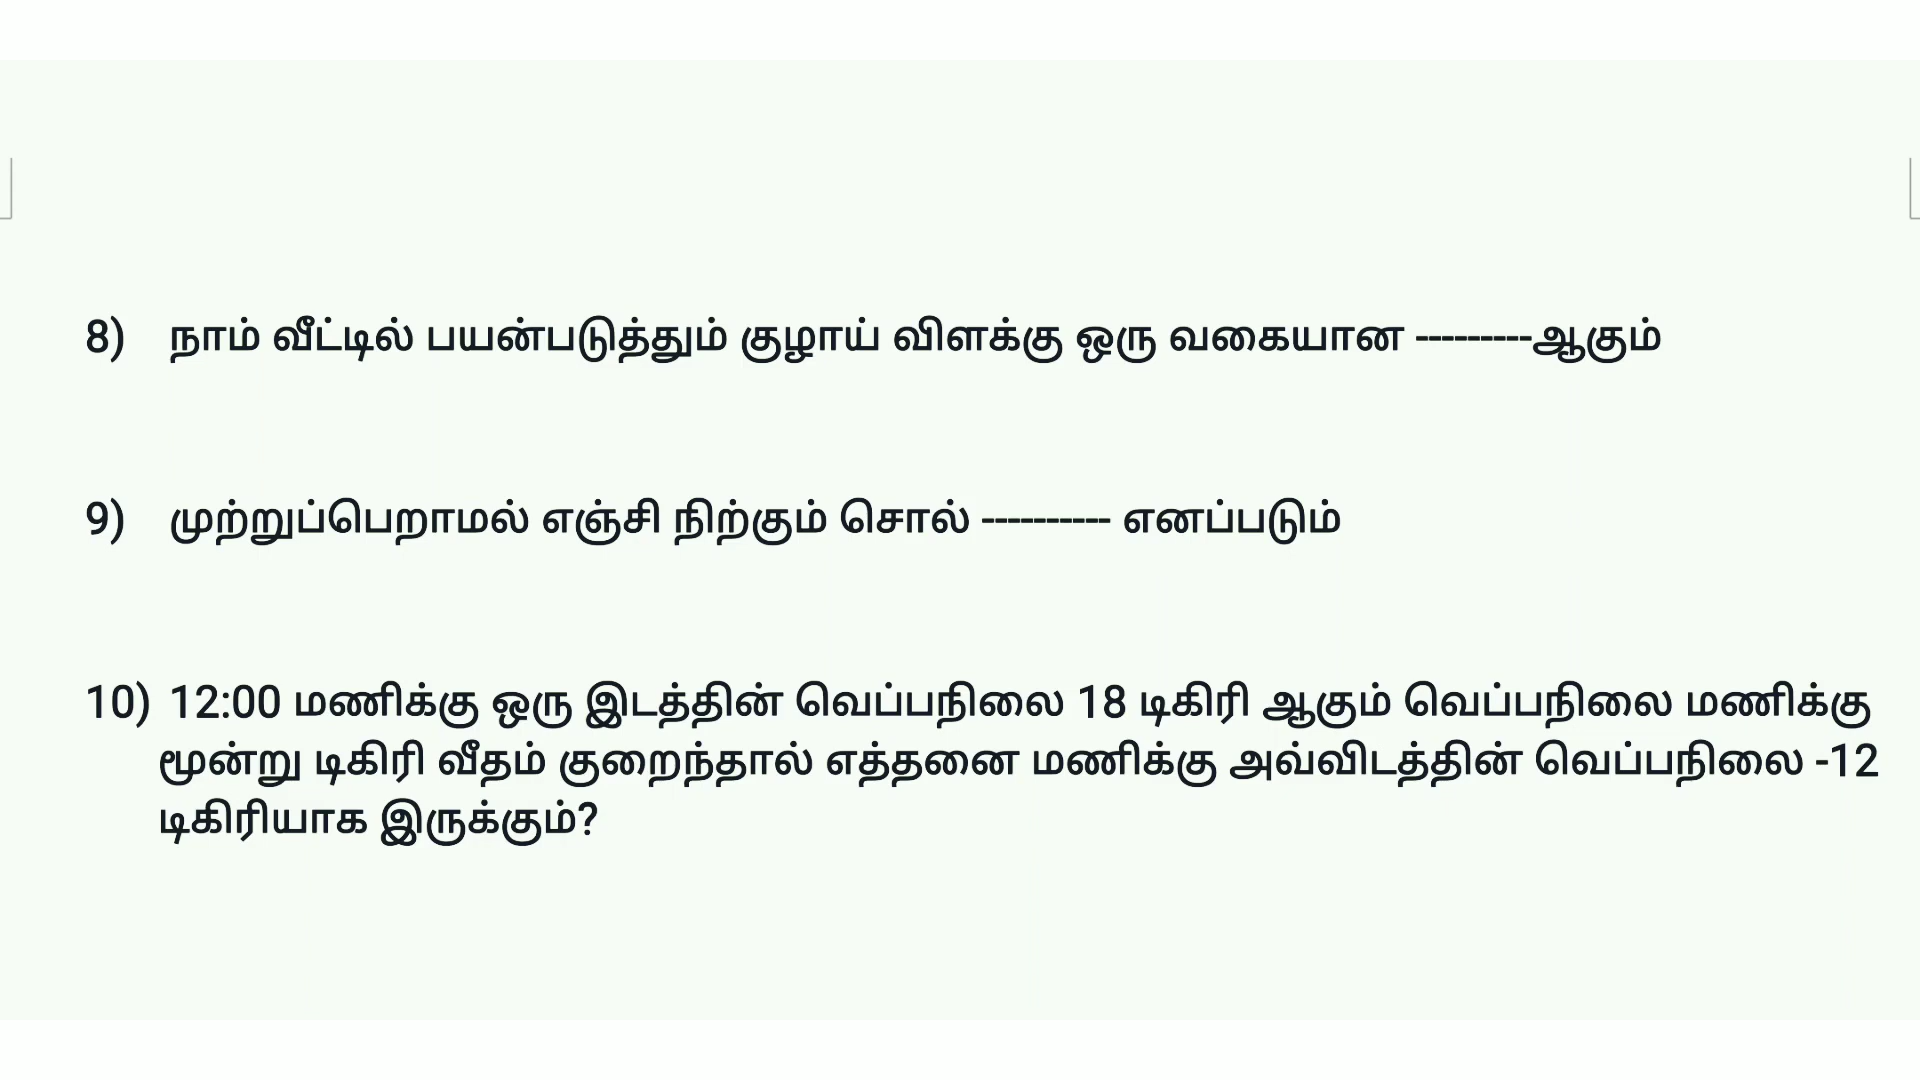 8) நாம் வீட்டில் பயன்படுத்தும் குழாய் விளக்கு ஒரு வகையான ---------ஆகும்
9) முற்றுப்பெறாமல் எஞ்சி நிற்கும் சொல் ---------- எனப்படும்
10) 12:00 மணிக்கு ஒரு இடத்தின் வெப்பநிலை 18 டிகிரி ஆகும் வெப்பநிலை மணிக்கு
மூன்று டிகிரி வீதம் குறைந்தால் எத்தனை மணிக்கு அவ்விடத்தின் வெப்பநிலை -12
டிகிரியாக இருக்கும்?